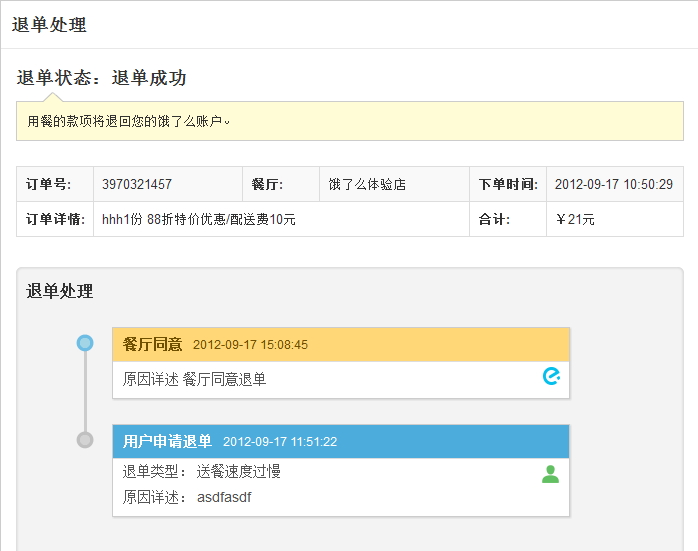 退单处理
退单状态：退单成功
用餐的款项将退回您的饿了么账户。
订单号: 3970321457 餐厅: 饿了么体验店 下单时间: 2012-09-17 10:50:29
订单详情: hhh1份 88折特价优惠/配送费10元 合计: ￥21元
退单处理
餐厅同意 2012-09-17 15:08:45
原因详述 餐厅同意退单
用户申请退单 2012-09-17 11:51:22
退单类型： 送餐速度过慢
原因详述： asdfasdf